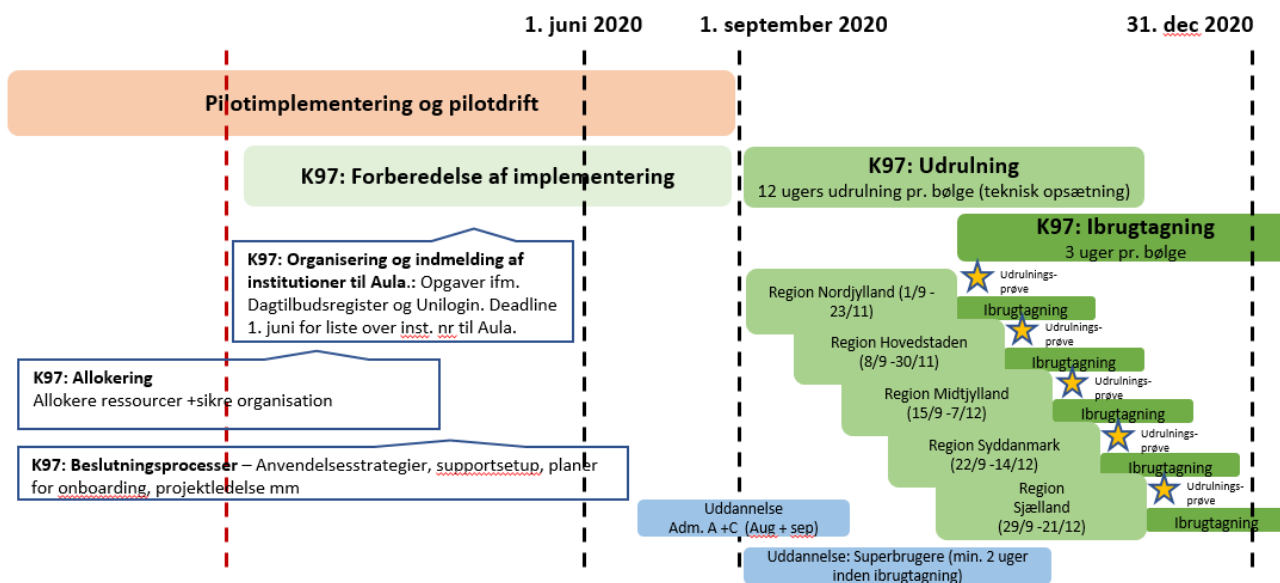 1. juni 2020
1. september 2020
31. dec 2020
Pilotimplementering og pilotdrift
K97: Forberedelse af implementering
K97: Udrulning
12 ugers udrulning pr. bølge (teknisk opsætning)
K97: Ibrugtagning
3 uger pr. bølge
K97: Organisering og indmelding af
institutioner til Aula.: Opgaver ifm.
Dagtilbudsregister og Unilogin. Deadline
1. juni for liste over inst. nr til Aula.
K97: Allokering
Allokere ressourcer +sikre organisation
K97: Beslutningsprocesser – Anvendelsesstrategier, supportsetup, planer
for onboarding, projektledelse mm
Region Nordjylland (1/9 -
23/11)
Udrulnings-
prøve
Ibrugtagning
Region Hovedstaden
(8/9 -30/11)
Udrulnings-
prøve
Ibrugtagning
Region Midtjylland
(15/9 -7/12)
Udrulnings-
prøve
Ibrugtagning
Region Syddanmark
(22/9 -14/12)
Udrulnings-
prøve
Ibrugtagning
Region
Sjælland
(29/9 -21/12)
Udrulnings-
prøve
Ibrugtagning
Uddannelse
Adm. A +C (Aug + sep)
Uddannelse: Superbrugere (min. 2 uger
inden ibrugtagning)